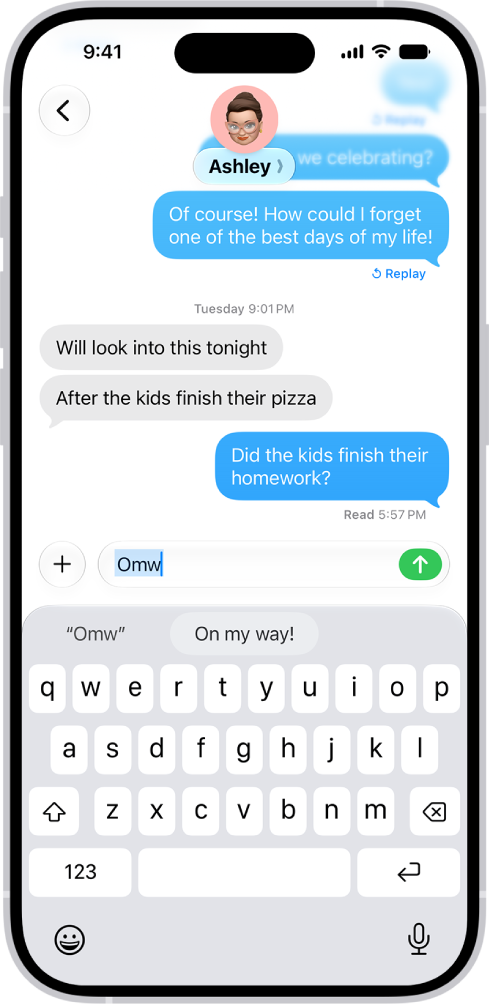 9:41
Replay
we celebrating?
Ashley
Of course! How could I forget
one of the best days of my life!
Replay
Tuesday 9:01 PM
Will look into this tonight
After the kids finish their pizza
Did the kids finish their
homework?
Read 5:57 PM
Omw
“Omw” On my way!
q w e r t y u i o p
a s d f g h j k l
z x c v b n m
123